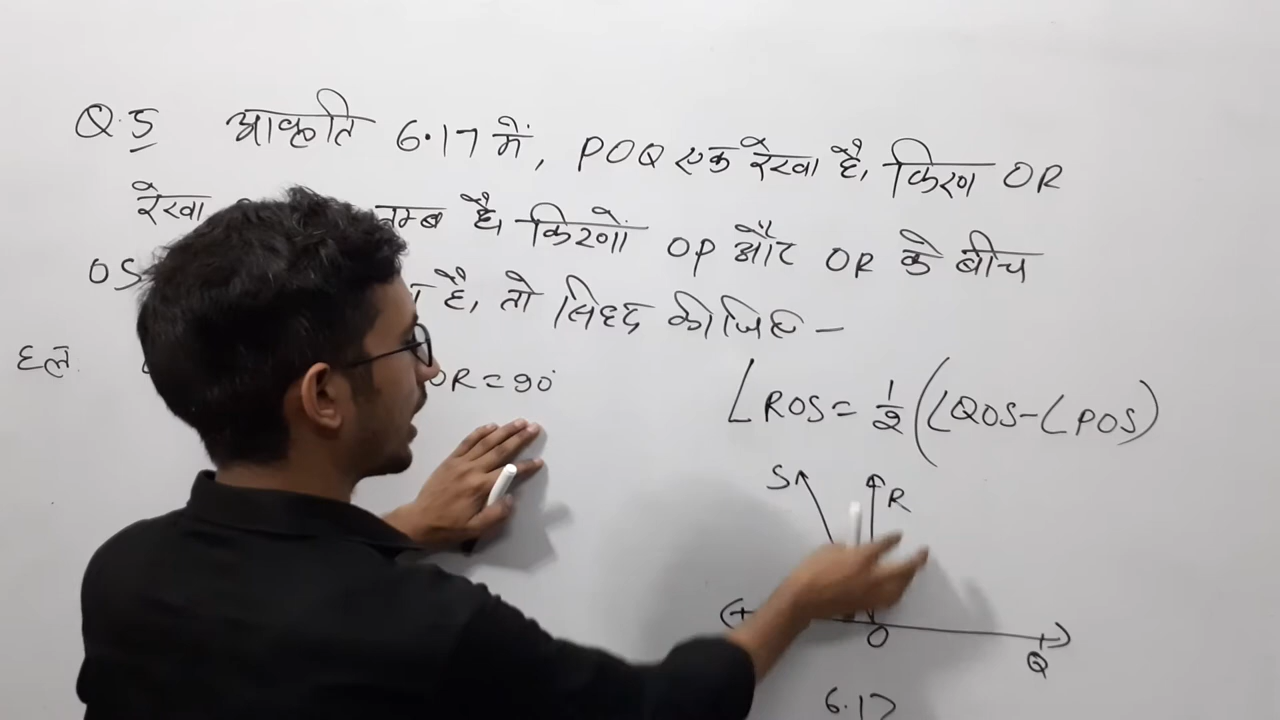 Q.5 आकृति 6.17 में, POQ एक रेखा है, किरण OR
रेखा लम्ब है, किरणों OP और OR के बीच
OS है, तो सिध्द कीजिए –
हल. OR = 90°
∠ROS = 1/2 (∠QOS - ∠POS)
S R
O
Q
6.17